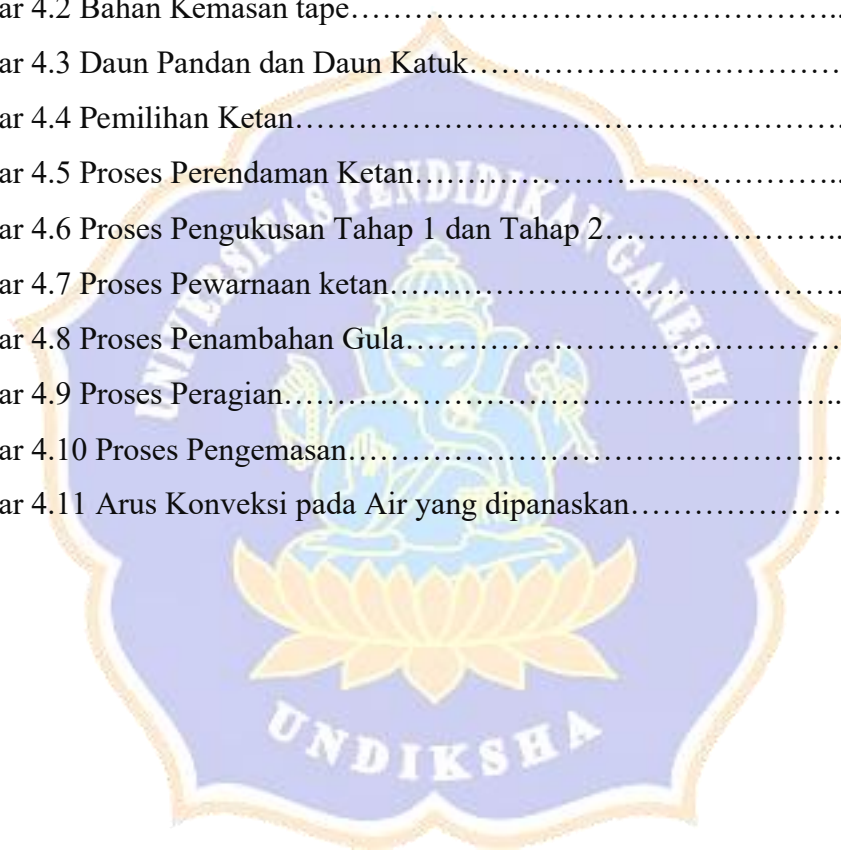 ar 4.2 Bahan Kemasan tape……………………………………………..
ar 4.3 Daun Pandan dan Daun Katuk……………………………….
ar 4.4 Pemilihan Ketan………………………………………………….
ar 4.5 Proses Perendaman Ketan……………………………………..
ar 4.6 Proses Pengukusan Tahap 1 dan Tahap 2…………………..
ar 4.7 Proses Pewarnaan ketan………………………………………..
ar 4.8 Proses Penambahan Gula……………………………………….
ar 4.9 Proses Peragian…………………………………………………..
ar 4.10 Proses Pengemasan……………………………………………..
ar 4.11 Arus Konveksi pada Air yang dipanaskan…………………
UNIVERSITAS PENDIDIKAN GANESHA
UNDIKSHA